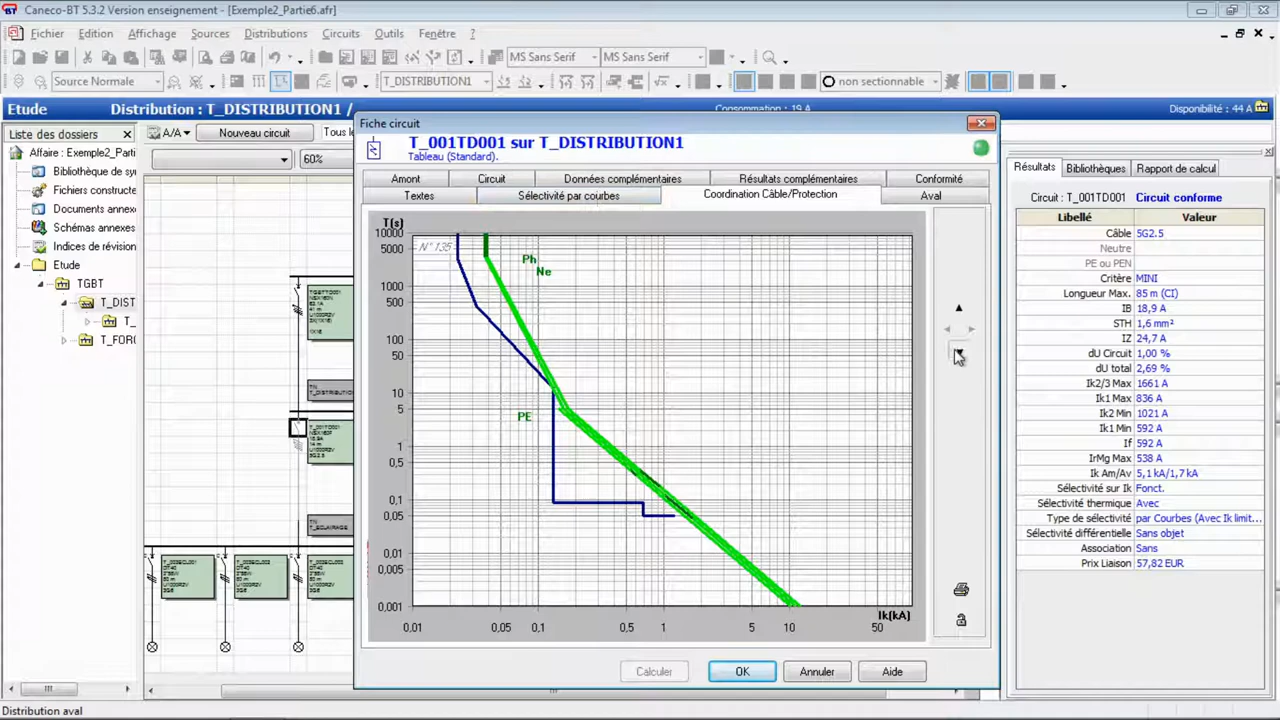 Caneco-BT 5.3.2 Version enseignement - [Exemple2_Partie6.afr]
Fichier Edition Affichage Sources Distributions Circuits Outils Fenêtre ?
MS Sans Serif MS Sans Serif
Source Normale T_DISTRIBUTION1 non sectionnable
Etude Distribution : T_DISTRIBUTION1 / Consommation : 19 A Disponibilité : 44 A
Liste des dossiers
A/A Nouveau circuit Tous le
60%
Affaire : Exemple2_Parti
Bibliothèque de sy
Fichiers constructe
Documents annex
Schémas annexes
Indices de révision
Etude
TGBT
T_DIST
T_
T_FORC
Fiche circuit
T_001TD001 sur T_DISTRIBUTION1
Tableau (Standard).
Amont Circuit Données complémentaires Résultats complémentaires Conformité
Textes Sélectivité par courbes Coordination Câble/Protection Aval
T(s)
N° 135
Ph
Ne
PE
10000
5000
1000
500
100
50
10
5
1
0,5
0,1
0,05
0,01
0,005
0,001
Ik(kA)
0,01 0,05 0,1 0,5 1 5 10 50
Calculer OK Annuler Aide
Résultats Bibliothèques Rapport de calcul
Circuit : T_001TD001 Circuit conforme
Libellé Valeur
Câble 5G2.5
Neutre
PE ou PEN
Critère MINI
Longueur Max. 85 m (CI)
IB 18,9 A
STH 1,6 mm²
IZ 24,7 A
dU Circuit 1,00 %
dU total 2,69 %
Ik2/3 Max 1661 A
Ik1 Max 836 A
Ik2 Min 1021 A
Ik1 Min 592 A
If 592 A
IrMg Max 538 A
Ik Am/Av 5,1 kA/1,7 kA
Sélectivité sur Ik Fonct.
Sélectivité thermique Avec
Type de sélectivité par Courbes (Avec Ik limit...
Sélectivité différentielle Sans objet
Association Sans
Prix Liaison 57,82 EUR
Distribution aval